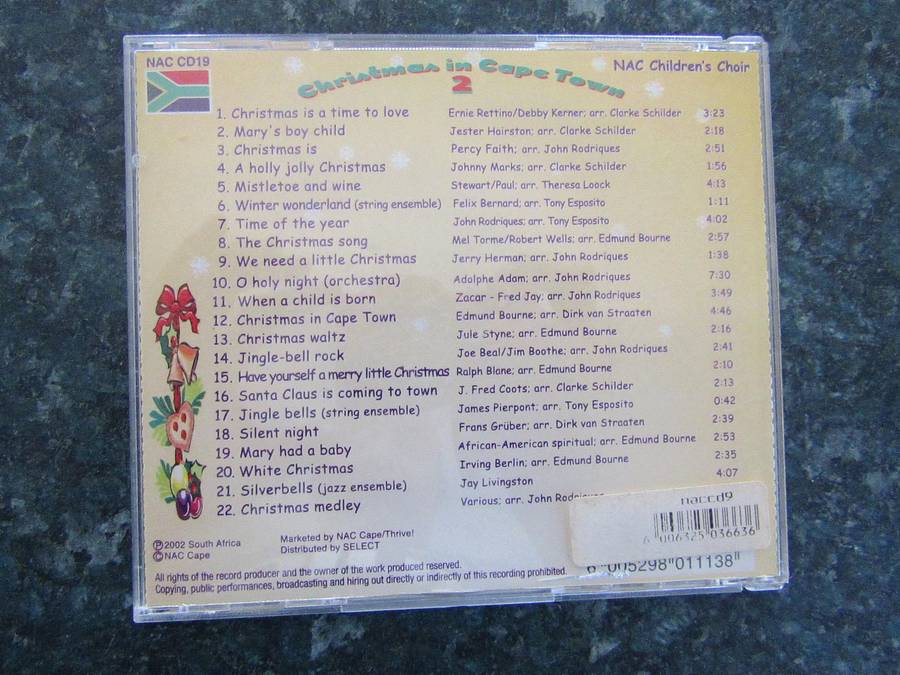 NAC CD19
Christmas in Cape Town
2
NAC Children's Choir
1. Christmas is a time to love Ernie Rettino/Debby Kerner; arr. Clarke Schilder 3:23
2. Mary's boy child Jester Hairston; arr. Clarke Schilder 2:18
3. Christmas is Percy Faith; arr. John Rodriques 2:51
4. A holly jolly Christmas Johnny Marks; arr. Clarke Schilder 1:56
5. Mistletoe and wine Stewart/Paul; arr. Theresa Loock 4:13
6. Winter wonderland (string ensemble) Felix Bernard; arr. Tony Esposito 1:11
7. Time of the year John Rodriques; arr. Tony Esposito 4:02
8. The Christmas song Mel Torme/Robert Wells; arr. Edmund Bourne 2:57
9. We need a little Christmas Jerry Herman; arr. John Rodriques 1:38
10. O holy night (orchestra) Adolphe Adam; arr. John Rodriques 7:30
11. When a child is born Zacar - Fred Jay; arr. John Rodriques 3:49
12. Christmas in Cape Town Edmund Bourne; arr. Dirk van Straaten 4:46
13. Christmas waltz Jule Styne; arr. Edmund Bourne 2:16
14. Jingle-bell rock Joe Beal/Jim Boothe; arr. John Rodriques 2:41
15. Have yourself a merry little Christmas Ralph Blane; arr. Edmund Bourne 2:10
16. Santa Claus is coming to town J. Fred Coots; arr. Clarke Schilder 2:13
17. Jingle bells (string ensemble) James Pierpont; arr. Tony Esposito 0:42
18. Silent night Frans Grüber; arr. Dirk van Straaten 2:39
19. Mary had a baby African-American spiritual; arr. Edmund Bourne 2:53
20. White Christmas Irving Berlin; arr. Edmund Bourne 2:35
21. Silverbells (jazz ensemble) Jay Livingston 4:07
22. Christmas medley Various; arr. John Rodriques
naccd9
6 006325 036636
6 005298 011138
℗2002 South Africa
©NAC Cape
Marketed by NAC Cape/Thrive!
Distributed by SELECT
All rights of the record producer and the owner of the work produced reserved.
Copying, public performances, broadcasting and hiring out directly or indirectly of this recording prohibited.